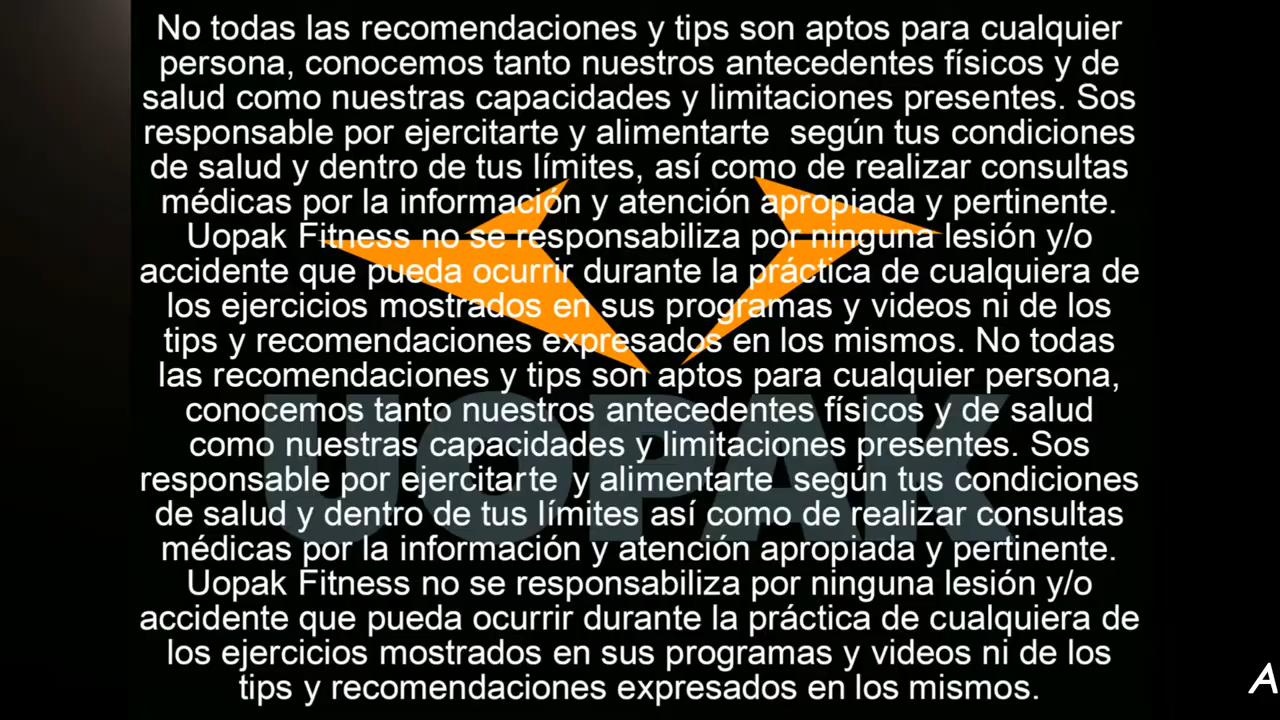 No todas las recomendaciones y tips son aptos para cualquier
persona, conocemos tanto nuestros antecedentes físicos y de
salud como nuestras capacidades y limitaciones presentes. Sos
responsable por ejercitarte y alimentarte  según tus condiciones
de salud y dentro de tus límites, así como de realizar consultas
médicas por la información y atención apropiada y pertinente.
Uopak Fitness no se responsabiliza por ninguna lesión y/o
accidente que pueda ocurrir durante la práctica de cualquiera de
los ejercicios mostrados en sus programas y videos ni de los
tips y recomendaciones expresados en los mismos. No todas
las recomendaciones y tips son aptos para cualquier persona,
conocemos tanto nuestros antecedentes físicos y de salud
como nuestras capacidades y limitaciones presentes. Sos
responsable por ejercitarte y alimentarte  según tus condiciones
de salud y dentro de tus límites así como de realizar consultas
médicas por la información y atención apropiada y pertinente.
Uopak Fitness no se responsabiliza por ninguna lesión y/o
accidente que pueda ocurrir durante la práctica de cualquiera de
los ejercicios mostrados en sus programas y videos ni de los
tips y recomendaciones expresados en los mismos.
UOPAK
A